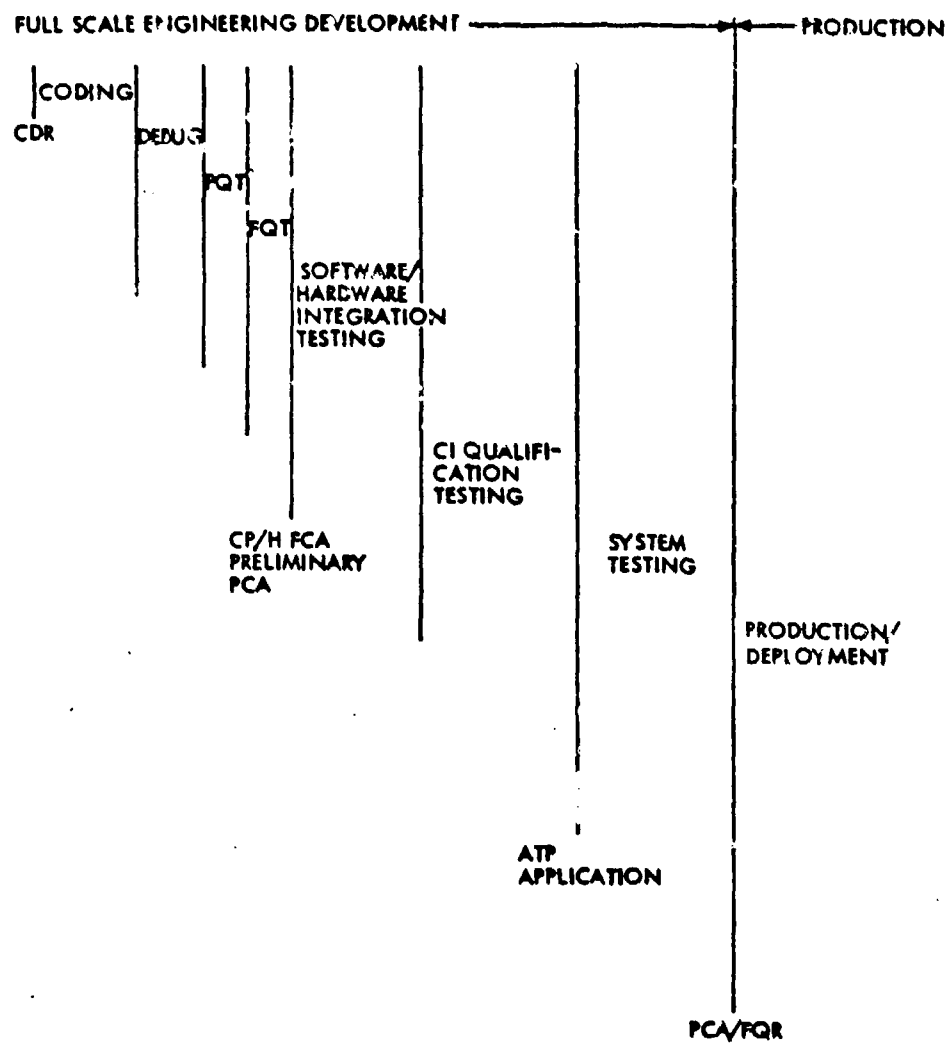 FULL SCALE ENGINEERING DEVELOPMENT
PRODUCTION
CODING
CDR
DEBUG
PQT
FQT
SOFTWARE/
HARDWARE
INTEGRATION
TESTING
CI QUALIFI-
CATION
TESTING
CP/H FCA
PRELIMINARY
PCA
SYSTEM
TESTING
PRODUCTION/
DEPLOYMENT
ATP
APPLICATION
PCA/FQR